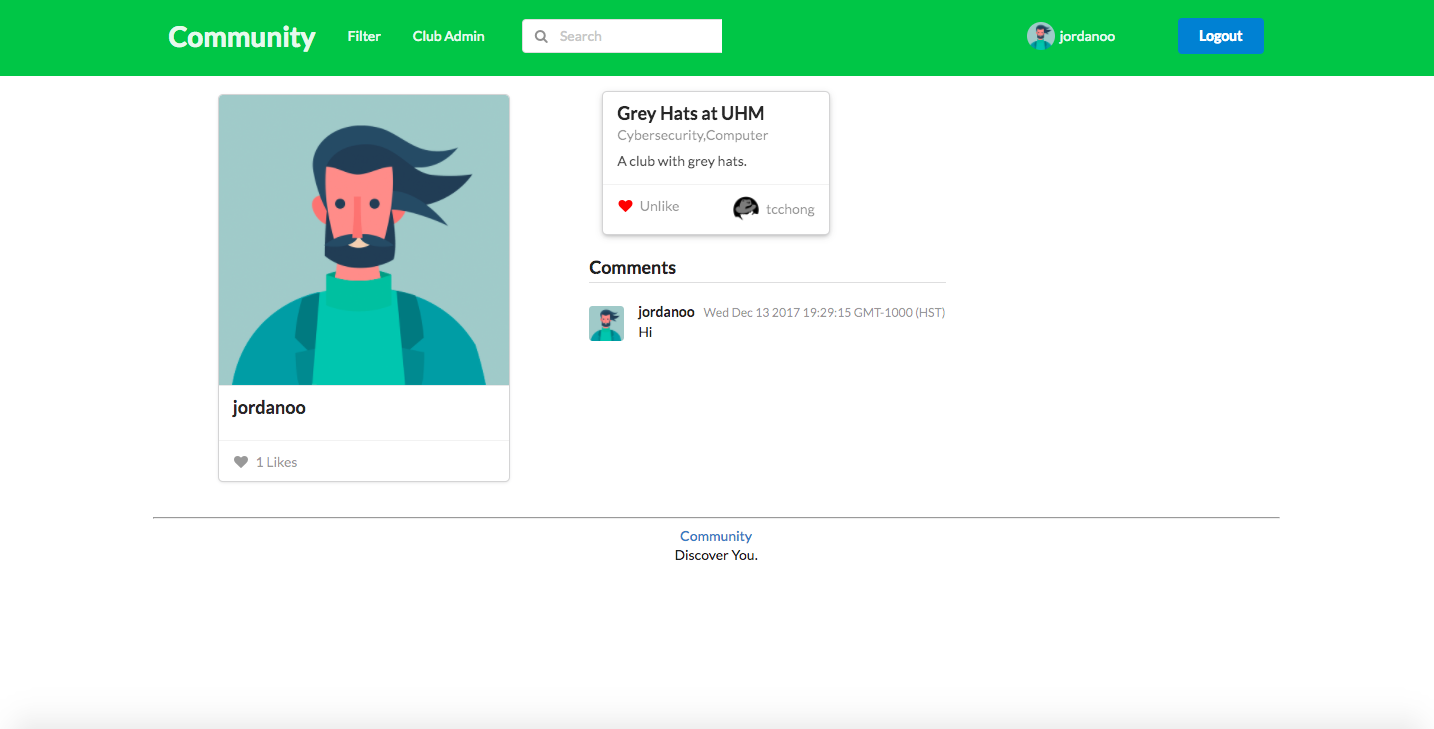 Community
Filter
Club Admin
Search
jordanoo
Logout
jordanoo
1 Likes
Grey Hats at UHM
Cybersecurity,Computer
A club with grey hats.
Unlike
tcchong
Comments
jordanoo Wed Dec 13 2017 19:29:15 GMT-1000 (HST)
Hi
Community
Discover You.